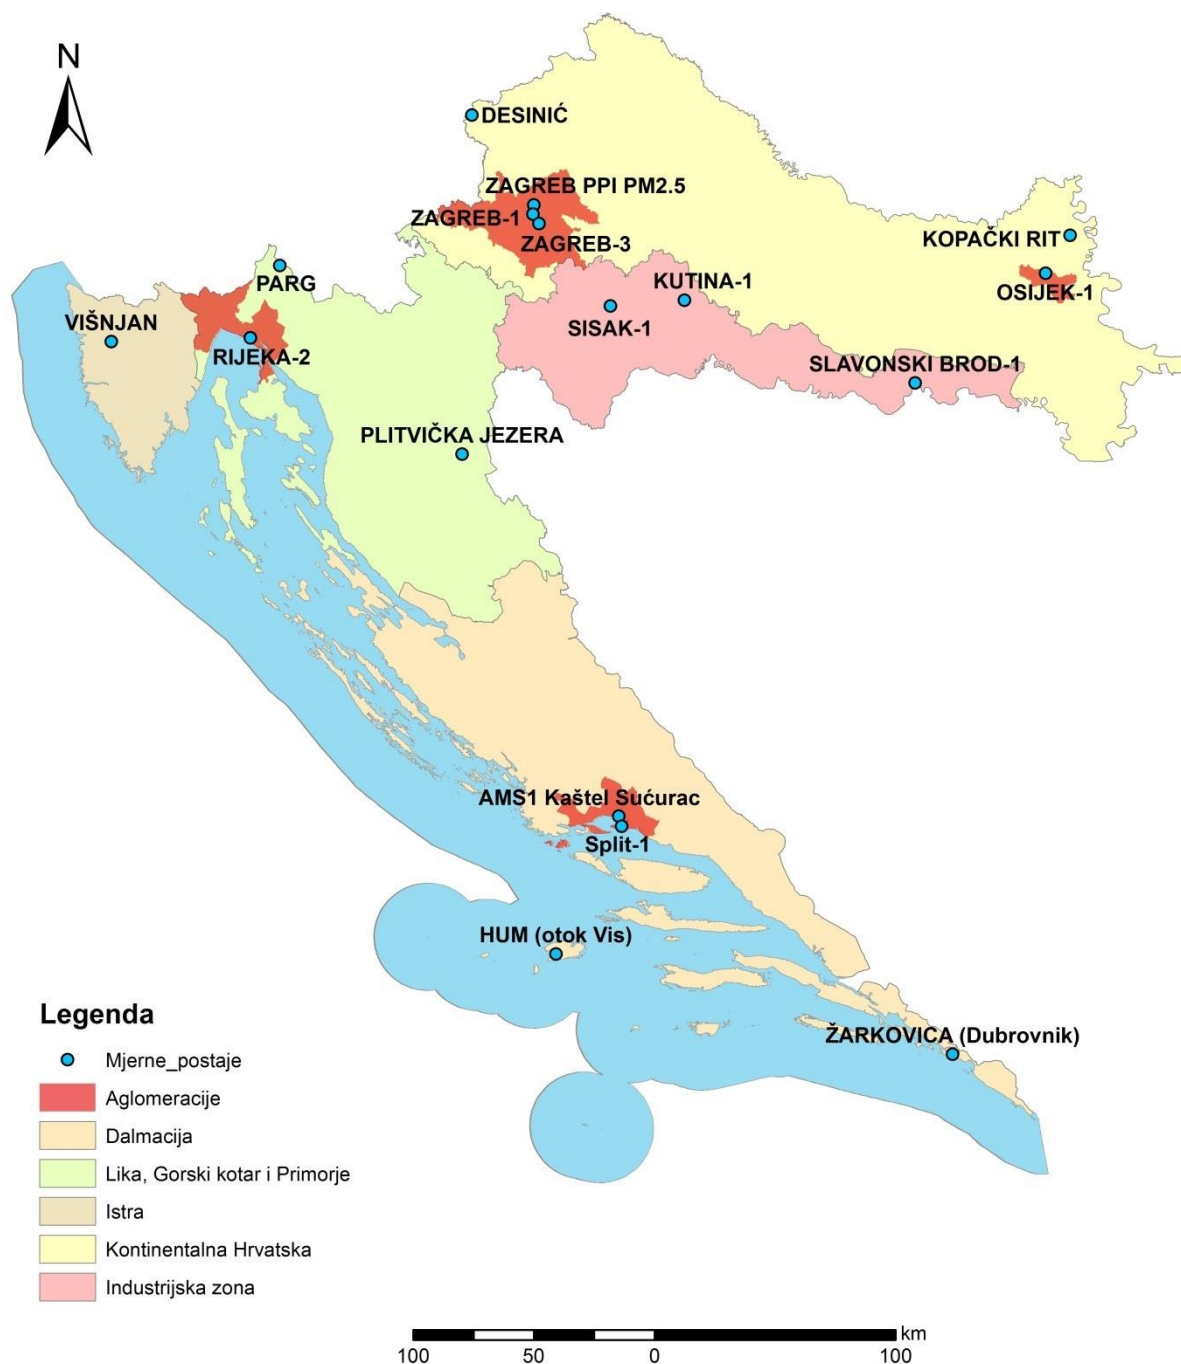 N
DESINIĆ
ZAGREB PPI PM2.5
ZAGREB-1
ZAGREB-3
KOPAČKI RIT
PARG
KUTINA-1
OSIJEK-1
VIŠNJAN
SISAK-1
RIJEKA-2
SLAVONSKI BROD-1
PLITVIČKA JEZERA
AMS1 Kaštel Sućurac
Split-1
HUM (otok Vis)
ŽARKOVICA (Dubrovnik)
Legenda
Mjerne_postaje
Aglomeracije
Dalmacija
Lika, Gorski kotar i Primorje
Istra
Kontinentalna Hrvatska
Industrijska zona
km
100 50 0 100